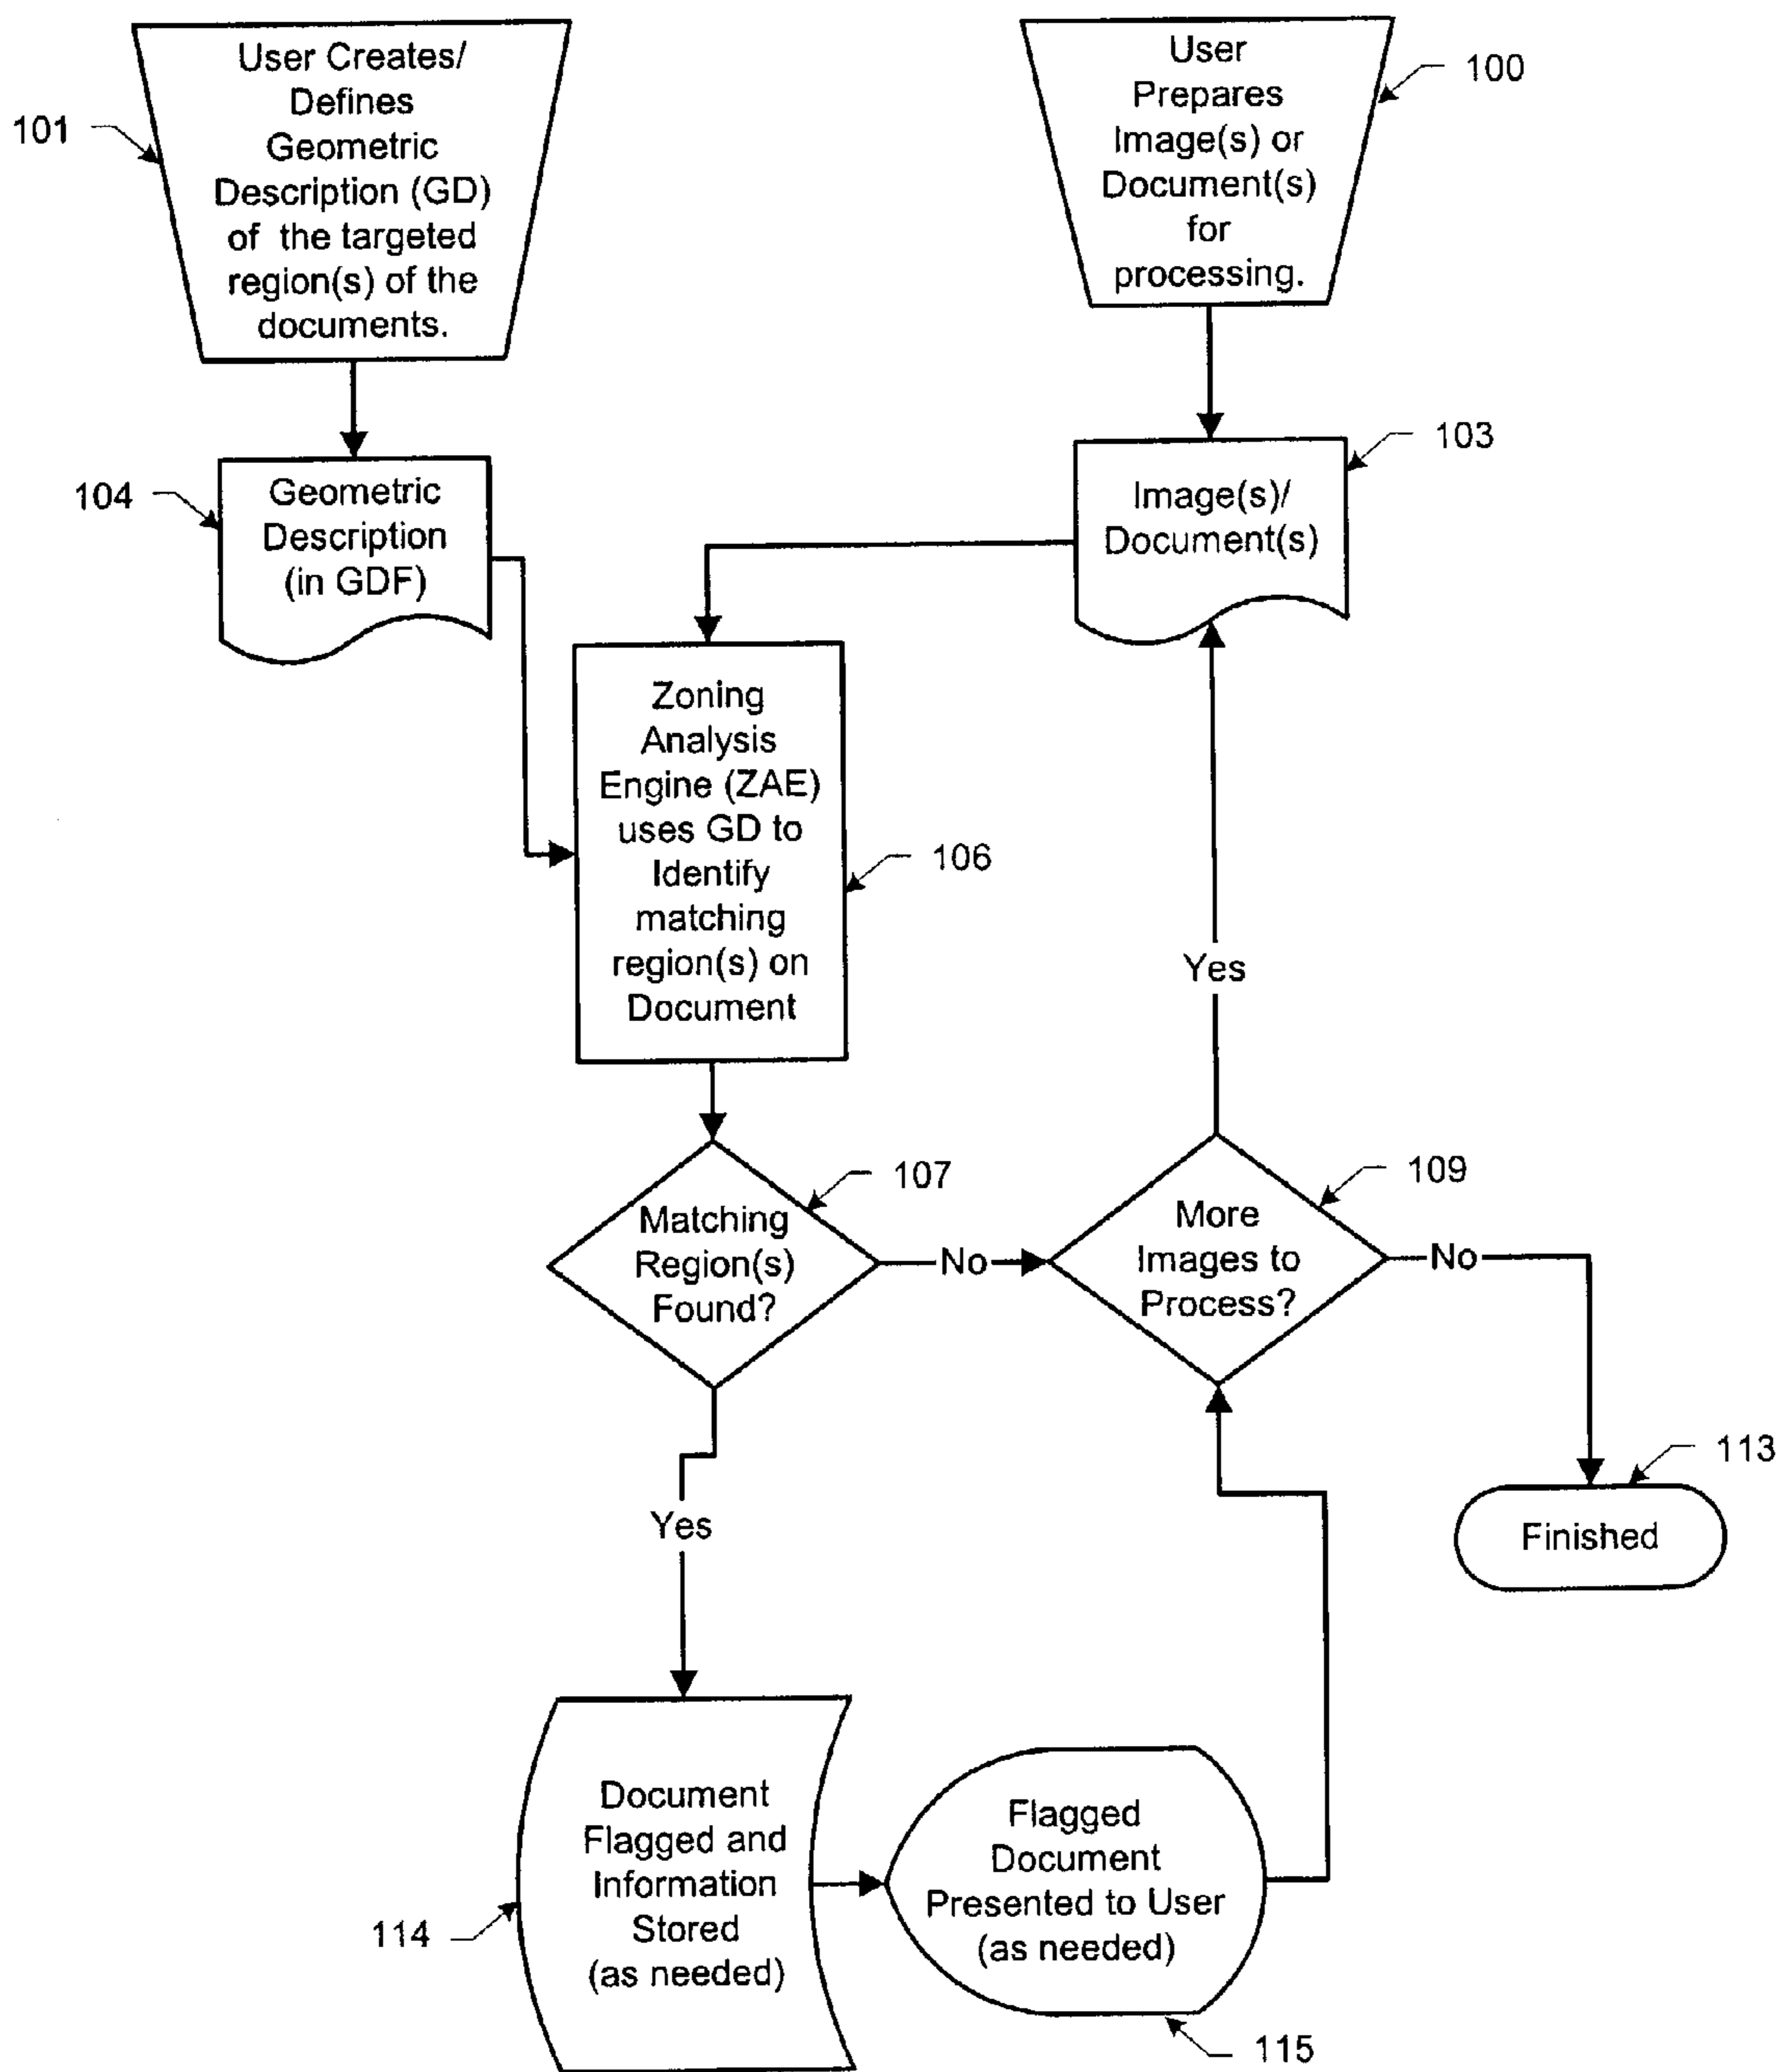 User Creates/
Defines
Geometric
Description (GD)
of the targeted
region(s) of the
documents.
101
User
Prepares
Image(s) or
Document(s)
for
processing.
100
Geometric
Description
(in GDF)
104
Image(s)/
Document(s)
103
Zoning
Analysis
Engine (ZAE)
uses GD to
Identify
matching
region(s) on
Document
106
Yes
Matching
Region(s)
Found?
107
No
More
Images to
Process?
109
No
Yes
Finished
113
Document
Flagged and
Information
Stored
(as needed)
114
Flagged
Document
Presented to User
(as needed)
115